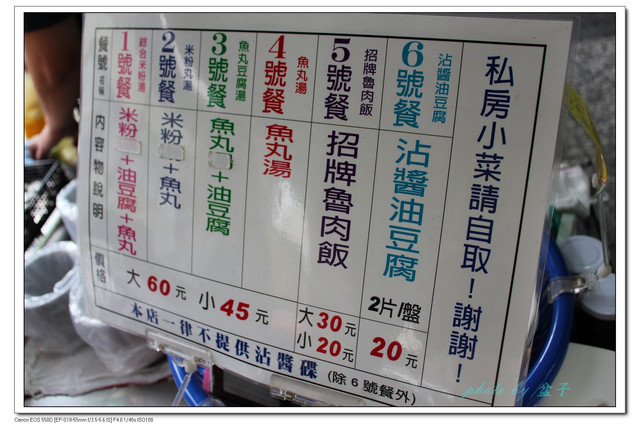 餐號 名稱
1號餐 綜合米粉湯
2號餐 米粉丸湯
3號餐 魚丸豆腐湯
4號餐 魚丸湯
5號餐 招牌魯肉飯
6號餐 沾醬油豆腐
內容物說明
米粉+油豆腐+魚丸
米粉+魚丸
魚丸+油豆腐
魚丸湯
招牌魯肉飯
沾醬油豆腐
2片/盤
價格
大60元 小45元
大30元
小20元
20元
本店一律不提供沾醬碟
(除6號餐外)
私房小菜請自取!謝謝!
photo by 盒子
Canon EOS 550D [EF-S18-55mm f/3.5-5.6 IS] F4.0 1/40s ISO100